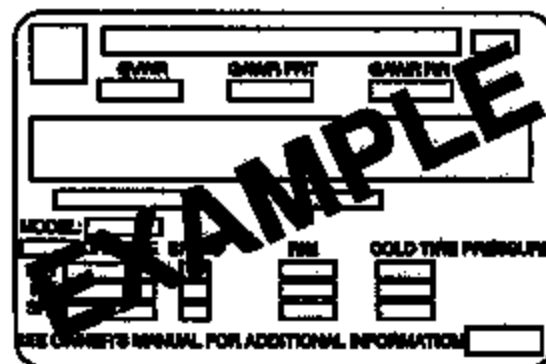 GVWR GAWR FRT GAWR RR
EXAMPLE
MODEL:
RIM COLD TIRE PRESSURE
SEE OWNER'S MANUAL FOR ADDITIONAL INFORMATION